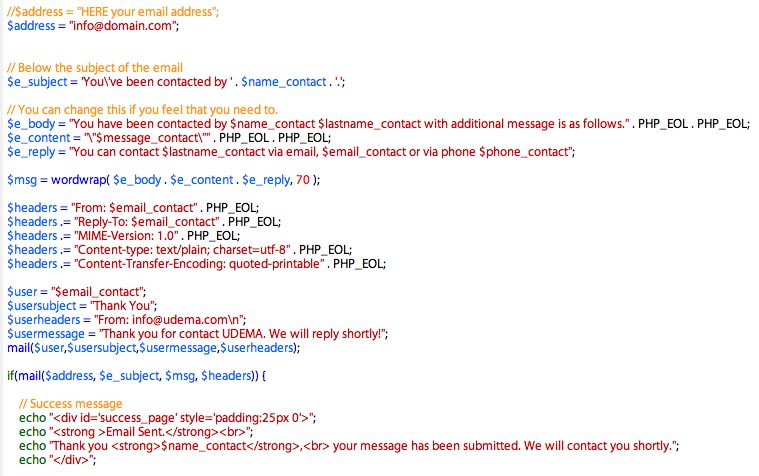 //$address = "HERE your email address";
$address = "info@domain.com";
// Below the subject of the email
$e_subject = 'You\'ve been contacted by ' . $name_contact . '.';
// You can change this if you feel that you need to.
$e_body = "You have been contacted by $name_contact $lastname_contact with additional message is as follows." . PHP_EOL . PHP_EOL;
$e_content = "\"$message_contact\"" . PHP_EOL . PHP_EOL;
$e_reply = "You can contact $lastname_contact via email, $email_contact or via phone $phone_contact";
$msg = wordwrap( $e_body . $e_content . $e_reply, 70 );
$headers = "From: $email_contact" . PHP_EOL;
$headers .= "Reply-To: $email_contact" . PHP_EOL;
$headers .= "MIME-Version: 1.0" . PHP_EOL;
$headers .= "Content-type: text/plain; charset=utf-8" . PHP_EOL;
$headers .= "Content-Transfer-Encoding: quoted-printable" . PHP_EOL;
$user = "$email_contact";
$usersubject = "Thank You";
$userheaders = "From: info@udema.com\n";
$usermessage = "Thank you for contact UDEMA. We will reply shortly!";
mail($user,$usersubject,$usermessage,$userheaders);
if(mail($address, $e_subject, $msg, $headers)) {
// Success message
echo "<div id='success_page' style='padding:25px 0'>";
echo "<strong >Email Sent.</strong><br>";
echo "Thank you <strong>$name_contact</strong>,<br> your message has been submitted. We will contact you shortly.";
echo "</div>";